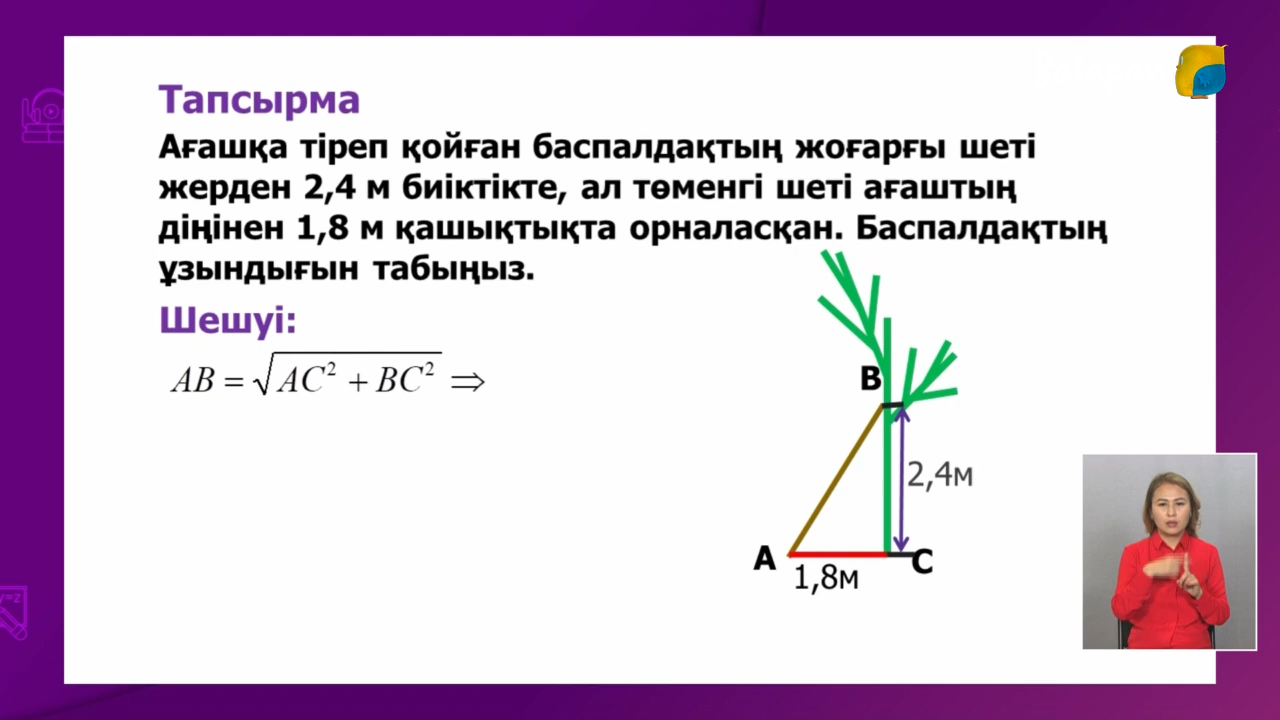 Тапсырма
Ағашқа тіреп қойған баспалдақтың жоғарғы шеті
жерден 2,4 м биіктікте, ал төменгі шеті ағаштың
діңінен 1,8 м қашықтықта орналасқан. Баспалдақтың
ұзындығын табыңыз.
Шешуі:
AB = √AC² + BC² ⇒
B
2,4м
A
C
1,8м